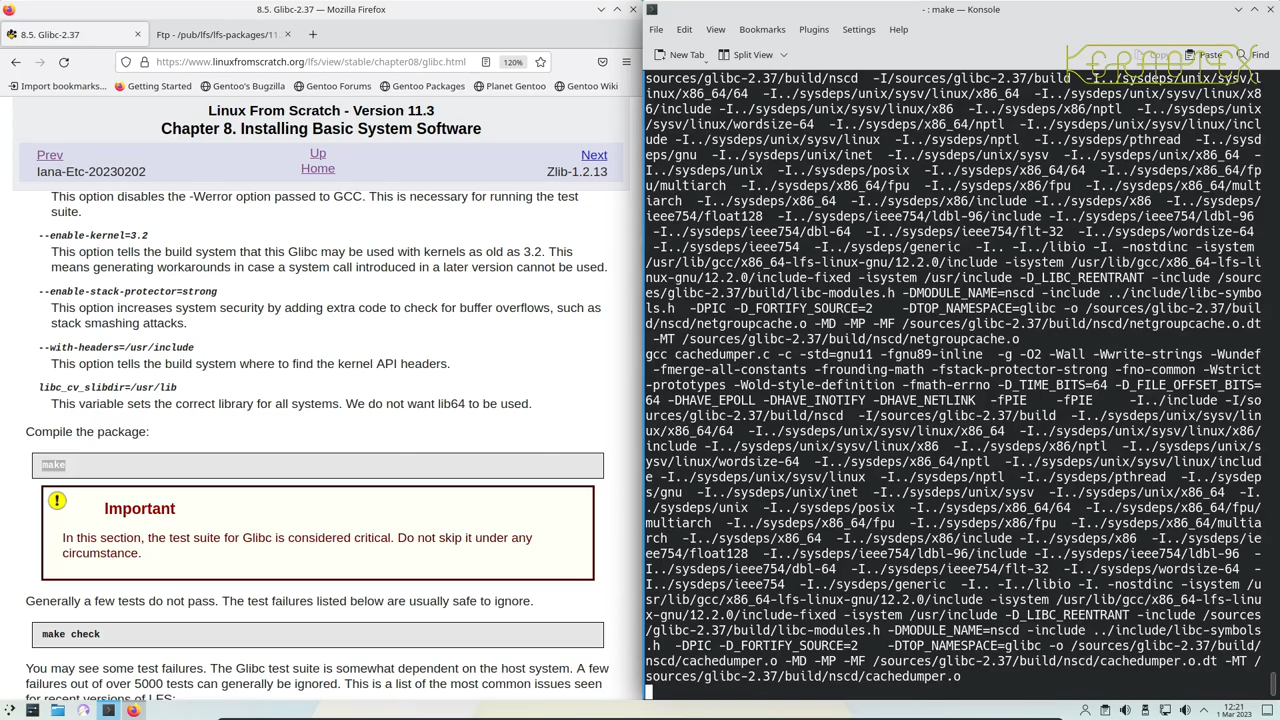 8.5. Glibc-2.37 — Mozilla Firefox
8.5. Glibc-2.37
Ftp - /pub/lfs/lfs-packages/11.
https://www.linuxfromscratch.org/lfs/view/stable/chapter08/glibc.html
120%
Import bookmarks...
Getting Started
Gentoo's Bugzilla
Gentoo Forums
Gentoo Packages
Planet Gentoo
Gentoo Wiki
Linux From Scratch - Version 11.3
Chapter 8. Installing Basic System Software
Prev
Up
Next
Iana-Etc-20230202
Home
Zlib-1.2.13
This option disables the -Werror option passed to GCC. This is necessary for running the test
suite.
--enable-kernel=3.2
This option tells the build system that this Glibc may be used with kernels as old as 3.2. This
means generating workarounds in case a system call introduced in a later version cannot be used.
--enable-stack-protector=strong
This option increases system security by adding extra code to check for buffer overflows, such as
stack smashing attacks.
--with-headers=/usr/include
This option tells the build system where to find the kernel API headers.
libc_cv_slibdir=/usr/lib
This variable sets the correct library for all systems. We do not want lib64 to be used.
Compile the package:
make
Important
In this section, the test suite for Glibc is considered critical. Do not skip it under any
circumstance.
Generally a few tests do not pass. The test failures listed below are usually safe to ignore.
make check
You may see some test failures. The Glibc test suite is somewhat dependent on the host system. A few
failures out of over 5000 tests can generally be ignored. This is a list of the most common issues seen
for recent versions of LFS:
- : make — Konsole
File
Edit
View
Bookmarks
Plugins
Settings
Help
New Tab
Split View
Copy
Paste
Find
KERNOTEX
sources/glibc-2.37/build/nscd -I/sources/glibc-2.37/build -I../sysdeps/unix/sysv/l
inux/x86_64/64 -I../sysdeps/unix/sysv/linux/x86_64 -I../sysdeps/unix/sysv/linux/x8
6/include -I../sysdeps/unix/sysv/linux/x86 -I../sysdeps/x86/nptl -I../sysdeps/unix
/sysv/linux/wordsize-64 -I../sysdeps/x86_64/nptl -I../sysdeps/unix/sysv/linux/incl
ude -I../sysdeps/unix/sysv/linux -I../sysdeps/nptl -I../sysdeps/pthread -I../sysd
eps/gnu -I../sysdeps/unix/inet -I../sysdeps/unix/sysv -I../sysdeps/unix/x86_64 -
I../sysdeps/unix -I../sysdeps/posix -I../sysdeps/x86_64/64 -I../sysdeps/x86_64/fp
u/multiarch -I../sysdeps/x86_64/fpu -I../sysdeps/x86/fpu -I../sysdeps/x86_64/mult
iarch -I../sysdeps/x86_64 -I../sysdeps/x86/include -I../sysdeps/x86 -I../sysdeps/
ieee754/float128 -I../sysdeps/ieee754/ldbl-96/include -I../sysdeps/ieee754/ldbl-96
-I../sysdeps/ieee754/dbl-64 -I../sysdeps/ieee754/flt-32 -I../sysdeps/wordsize-64
-I../sysdeps/ieee754 -I../sysdeps/generic -I.. -I../libio -I. -nostdinc -isystem
/usr/lib/gcc/x86_64-lfs-linux-gnu/12.2.0/include -isystem /usr/lib/gcc/x86_64-lfs-li
nux-gnu/12.2.0/include-fixed -isystem /usr/include -D_LIBC_REENTRANT -include /sourc
es/glibc-2.37/build/libc-modules.h -DMODULE_NAME=nscd -include ../include/libc-symbo
ls.h -DPIC -D_FORTIFY_SOURCE=2 -DTOP_NAMESPACE=glibc -o /sources/glibc-2.37/buil
d/nscd/netgroupcache.o -MD -MP -MF /sources/glibc-2.37/build/nscd/netgroupcache.o.dt
-MT /sources/glibc-2.37/build/nscd/netgroupcache.o
gcc cachedumper.c -c -std=gnu11 -fgnu89-inline -g -O2 -Wall -Wwrite-strings -Wundef
-fmerge-all-constants -frounding-math -fstack-protector-strong -fno-common -Wstrict
-prototypes -Wold-style-definition -fmath-errno -D_TIME_BITS=64 -D_FILE_OFFSET_BITS=
64 -DHAVE_EPOLL -DHAVE_INOTIFY -DHAVE_NETLINK -fPIE -fPIE -I../include -I/so
urces/glibc-2.37/build/nscd -I/sources/glibc-2.37/build -I../sysdeps/unix/sysv/lin
ux/x86_64/64 -I../sysdeps/unix/sysv/linux/x86_64 -I../sysdeps/unix/sysv/linux/x86/
include -I../sysdeps/unix/sysv/linux/x86 -I../sysdeps/x86/nptl -I../sysdeps/unix/s
ysv/linux/wordsize-64 -I../sysdeps/x86_64/nptl -I../sysdeps/unix/sysv/linux/includ
e -I../sysdeps/unix/sysv/linux -I../sysdeps/nptl -I../sysdeps/pthread -I../sysdep
s/gnu -I../sysdeps/unix/inet -I../sysdeps/unix/sysv -I../sysdeps/unix/x86_64 -I.
./sysdeps/unix -I../sysdeps/posix -I../sysdeps/x86_64/64 -I../sysdeps/x86_64/fpu/
multiarch -I../sysdeps/x86_64/fpu -I../sysdeps/x86/fpu -I../sysdeps/x86_64/multia
rch -I../sysdeps/x86_64 -I../sysdeps/x86/include -I../sysdeps/x86 -I../sysdeps/ie
ee754/float128 -I../sysdeps/ieee754/ldbl-96/include -I../sysdeps/ieee754/ldbl-96 -
I../sysdeps/ieee754/dbl-64 -I../sysdeps/ieee754/flt-32 -I../sysdeps/wordsize-64 -
I../sysdeps/ieee754 -I../sysdeps/generic -I.. -I../libio -I. -nostdinc -isystem /u
sr/lib/gcc/x86_64-lfs-linux-gnu/12.2.0/include -isystem /usr/lib/gcc/x86_64-lfs-linu
x-gnu/12.2.0/include-fixed -isystem /usr/include -D_LIBC_REENTRANT -include /sources
/glibc-2.37/build/libc-modules.h -DMODULE_NAME=nscd -include ../include/libc-symbols
.h -DPIC -D_FORTIFY_SOURCE=2 -DTOP_NAMESPACE=glibc -o /sources/glibc-2.37/build/
nscd/cachedumper.o -MD -MP -MF /sources/glibc-2.37/build/nscd/cachedumper.o.dt -MT /
sources/glibc-2.37/build/nscd/cachedumper.o
12:21
1 Mar 2023